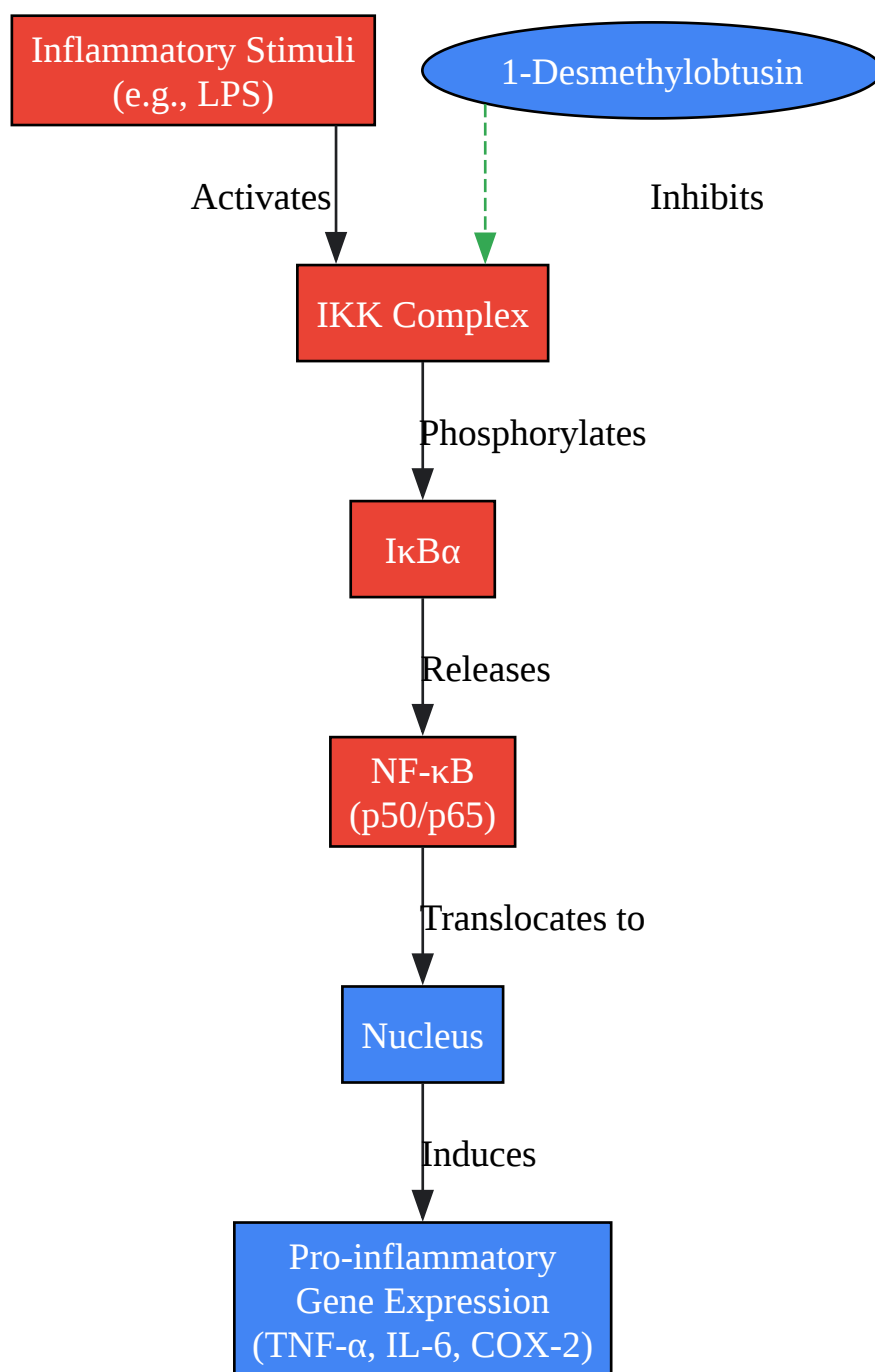 Inflammatory Stimuli
(e.g., LPS)
1-Desmethylobtusin
Activates
Inhibits
IKK Complex
Phosphorylates
IκBα
Releases
NF-κB
(p50/p65)
Translocates to
Nucleus
Induces
Pro-inflammatory
Gene Expression
(TNF-α, IL-6, COX-2)